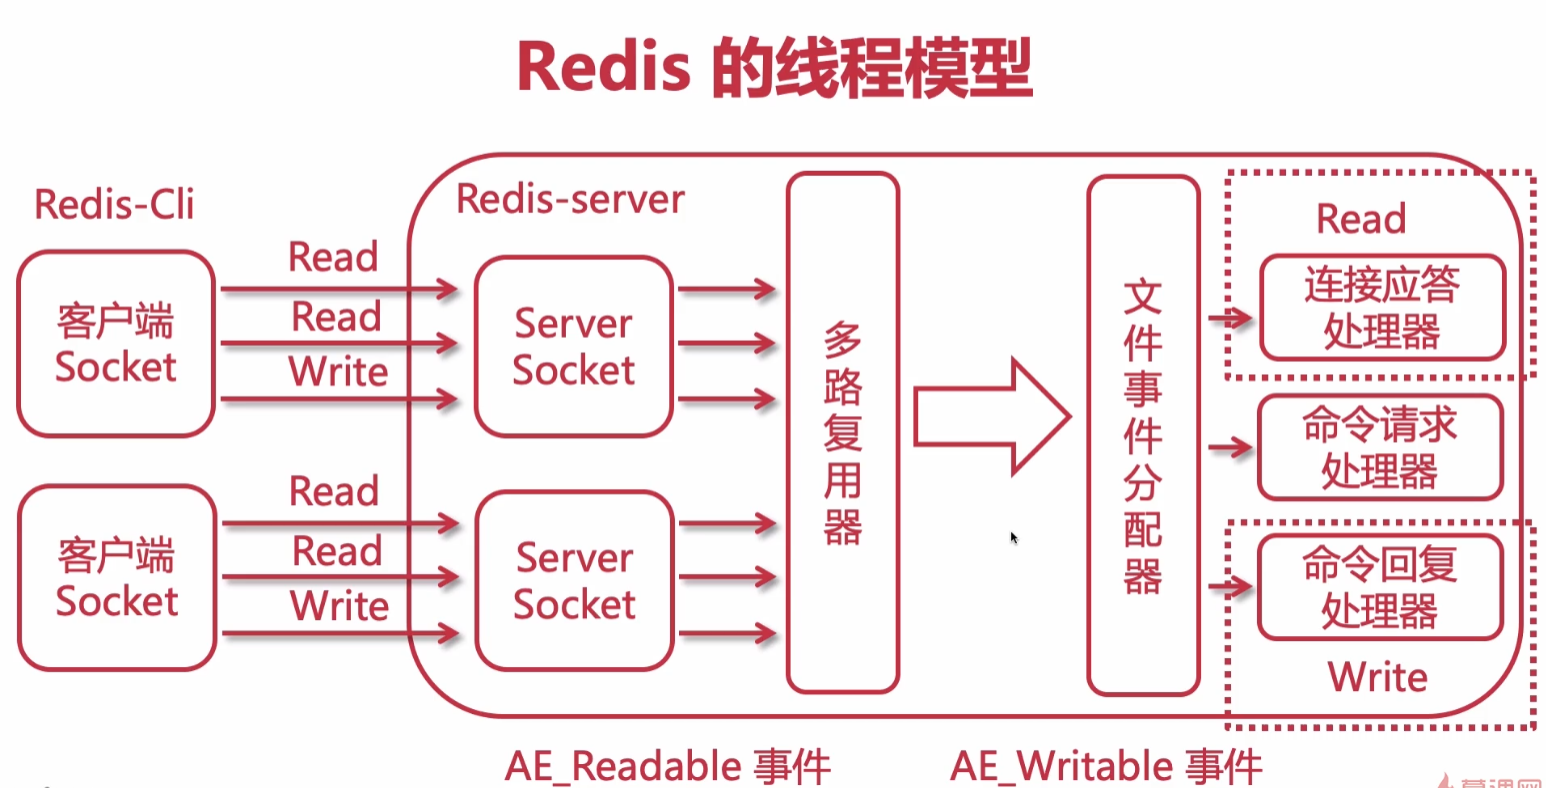 Redis 的线程模型
Redis-Cli
Redis-server
客户端
Socket
Read
Read
Write
Server
Socket
客户端
Socket
Read
Read
Write
Server
Socket
多路复用器
文件事件分配器
Read
连接应答
处理器
命令请求
处理器
命令回复
处理器
Write
AE_Readable 事件
AE_Writable 事件